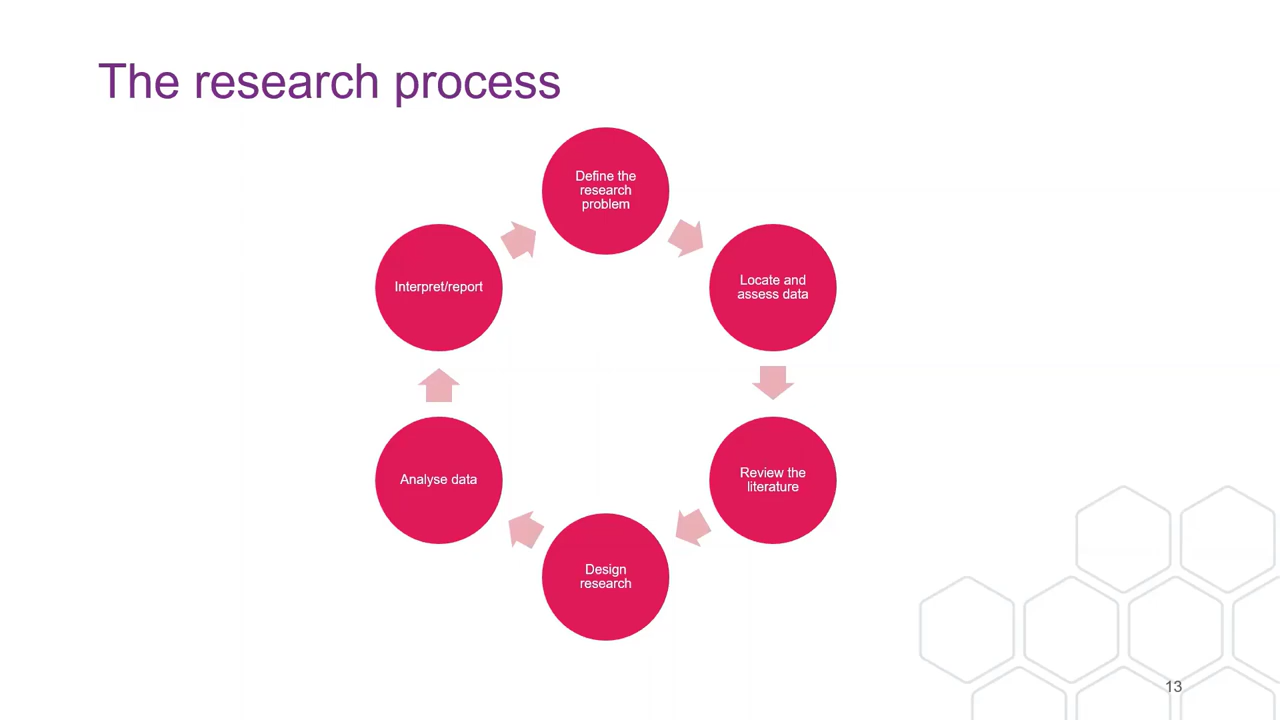 The research process
Define the
research
problem
Locate and
assess data
Review the
literature
Design
research
Analyse data
Interpret/report
13